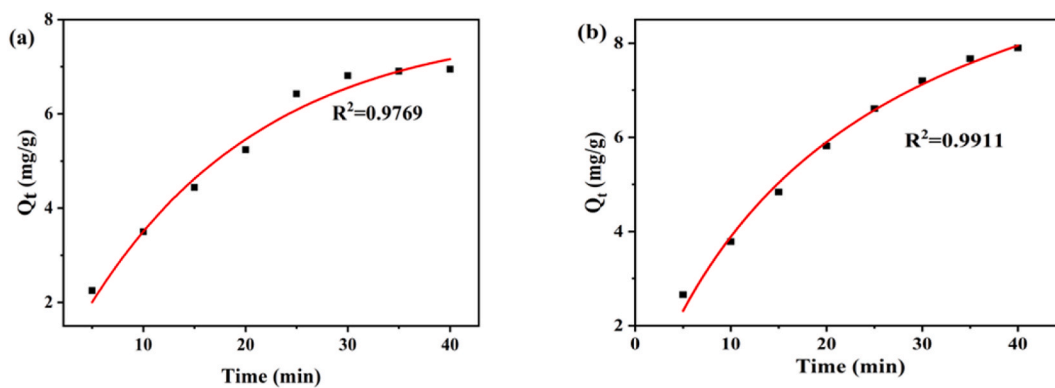 (a)
8
6
4
2
Qt (mg/g)
R²=0.9769
10 20 30 40
Time (min)
(b)
8
6
4
2
Qt (mg/g)
R²=0.9911
0 10 20 30 40
Time (min)